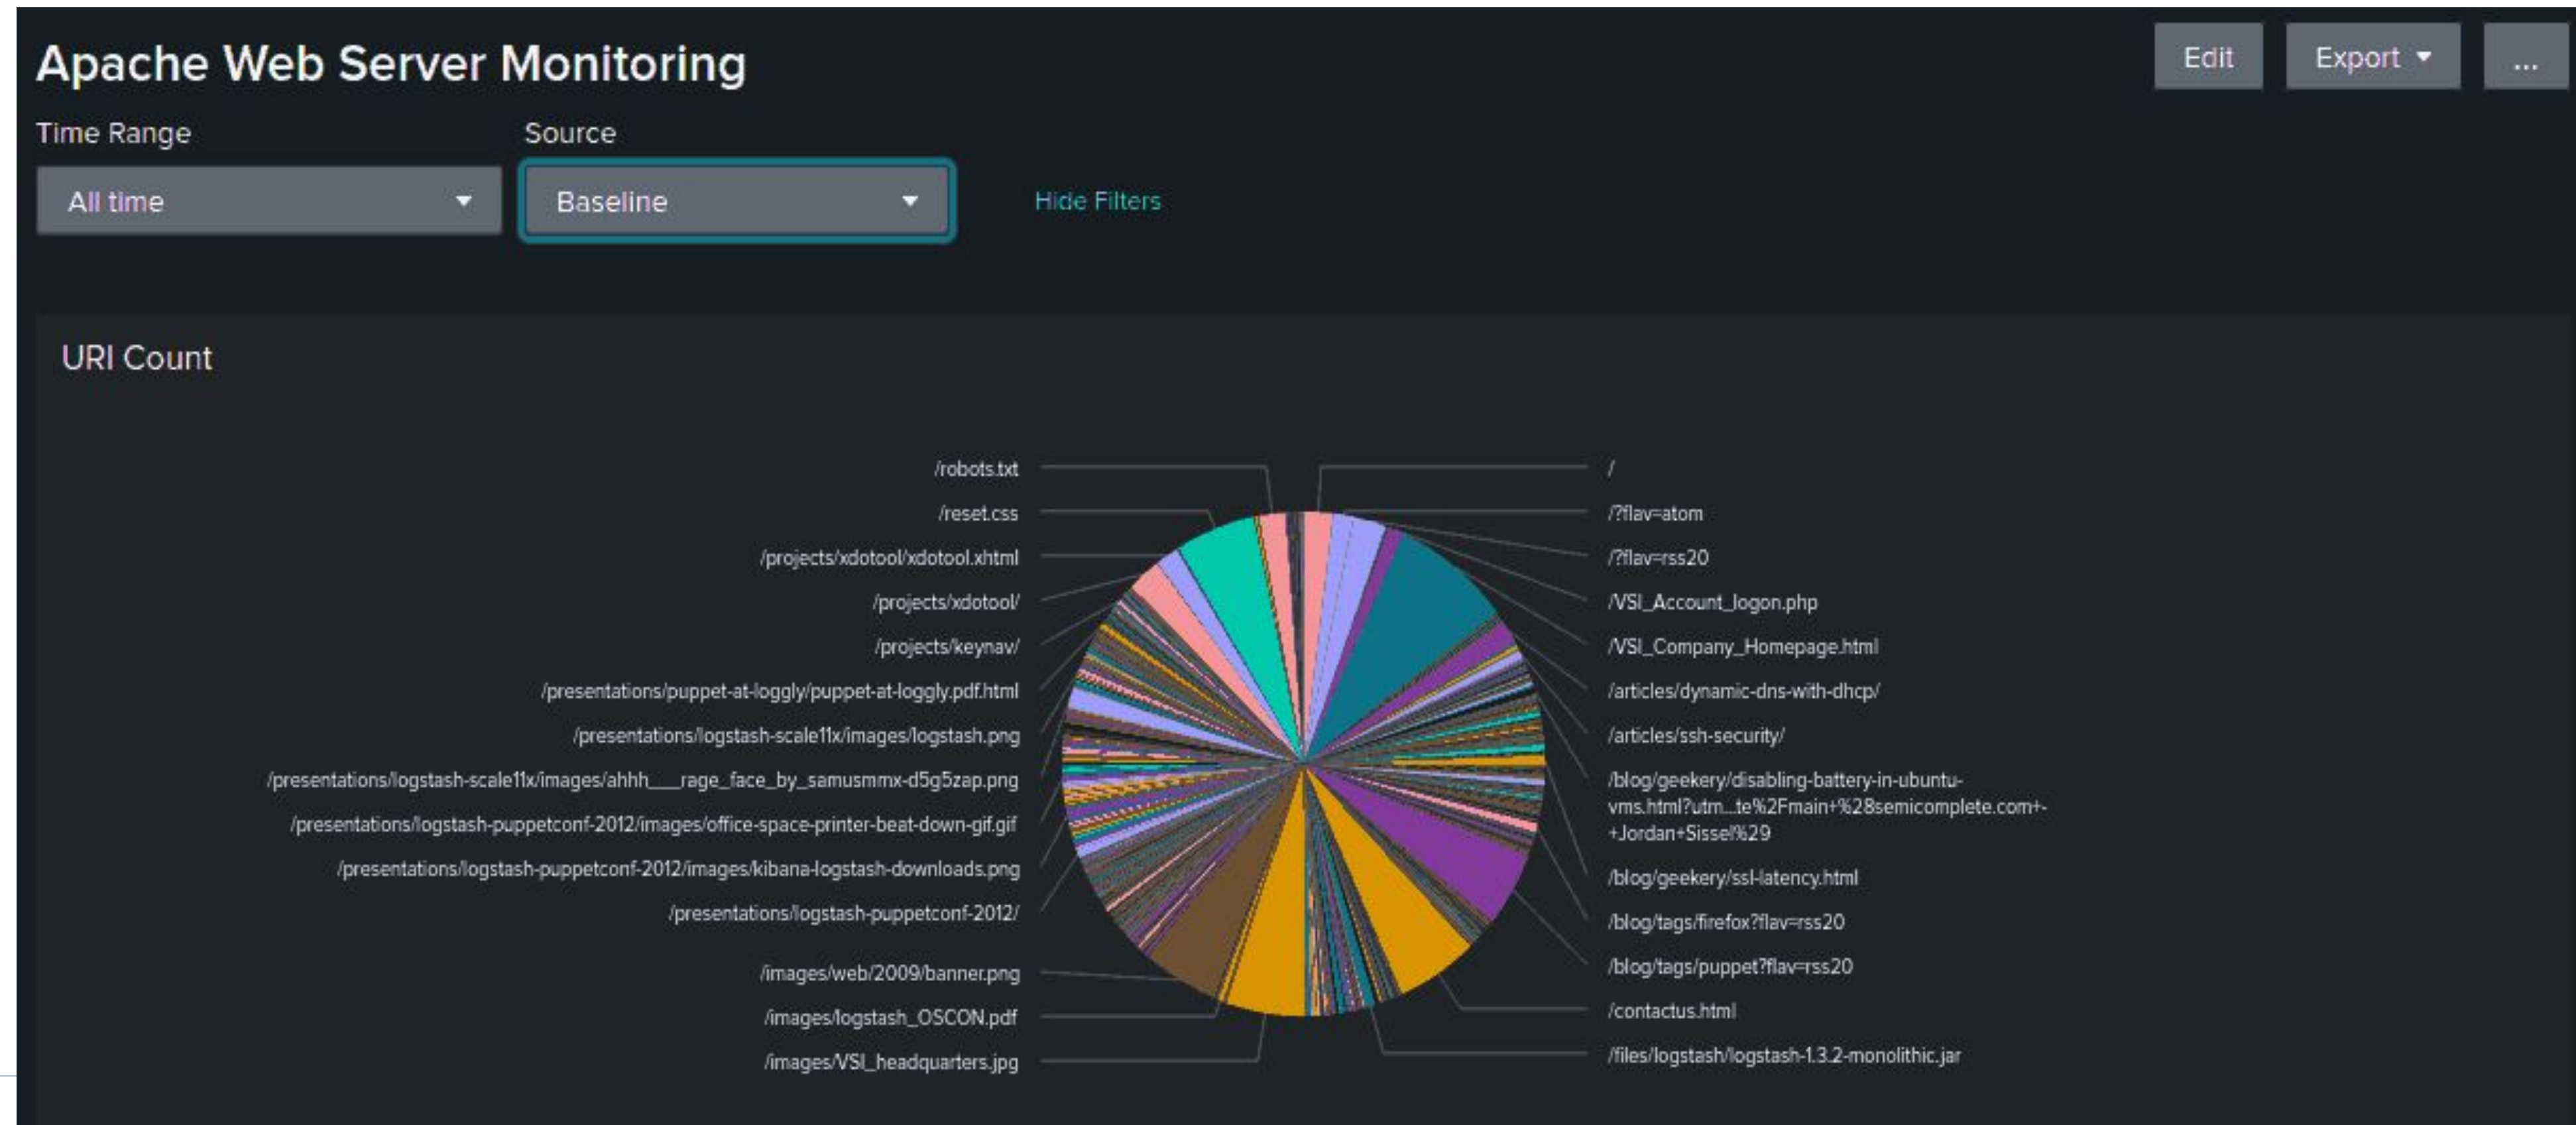 Apache Web Server Monitoring
Edit
Export
...
Time Range
Source
All time
Baseline
Hide Filters
URI Count
/robots.txt
/reset.css
/projects/xdotool/xdotool.xhtml
/projects/xdotool/
/projects/keynav/
/presentations/puppet-at-loggly/puppet-at-loggly.pdf.html
/presentations/logstash-scale11x/images/logstash.png
/presentations/logstash-scale11x/images/ahhh___rage_face_by_samusmmx-d5g5zap.png
/presentations/logstash-puppetconf-2012/images/office-space-printer-beat-down-gif.gif
/presentations/logstash-puppetconf-2012/images/kibana-logstash-downloads.png
/presentations/logstash-puppetconf-2012/
/images/web/2009/banner.png
/images/logstash_OSCON.pdf
/images/VSI_headquarters.jpg
/
/?flav=atom
/?flav=rss20
/VSI_Account_logon.php
/VSI_Company_Homepage.html
/articles/dynamic-dns-with-dhcp/
/articles/ssh-security/
/blog/geekery/disabling-battery-in-ubuntu-
vms.html?utm...te%2Fmain+%28semicomplete.com+-
+Jordan+Sissel%29
/blog/geekery/ssl-latency.html
/blog/tags/firefox?flav=rss20
/blog/tags/puppet?flav=rss20
/contactus.html
/files/logstash/logstash-1.3.2-monolithic.jar